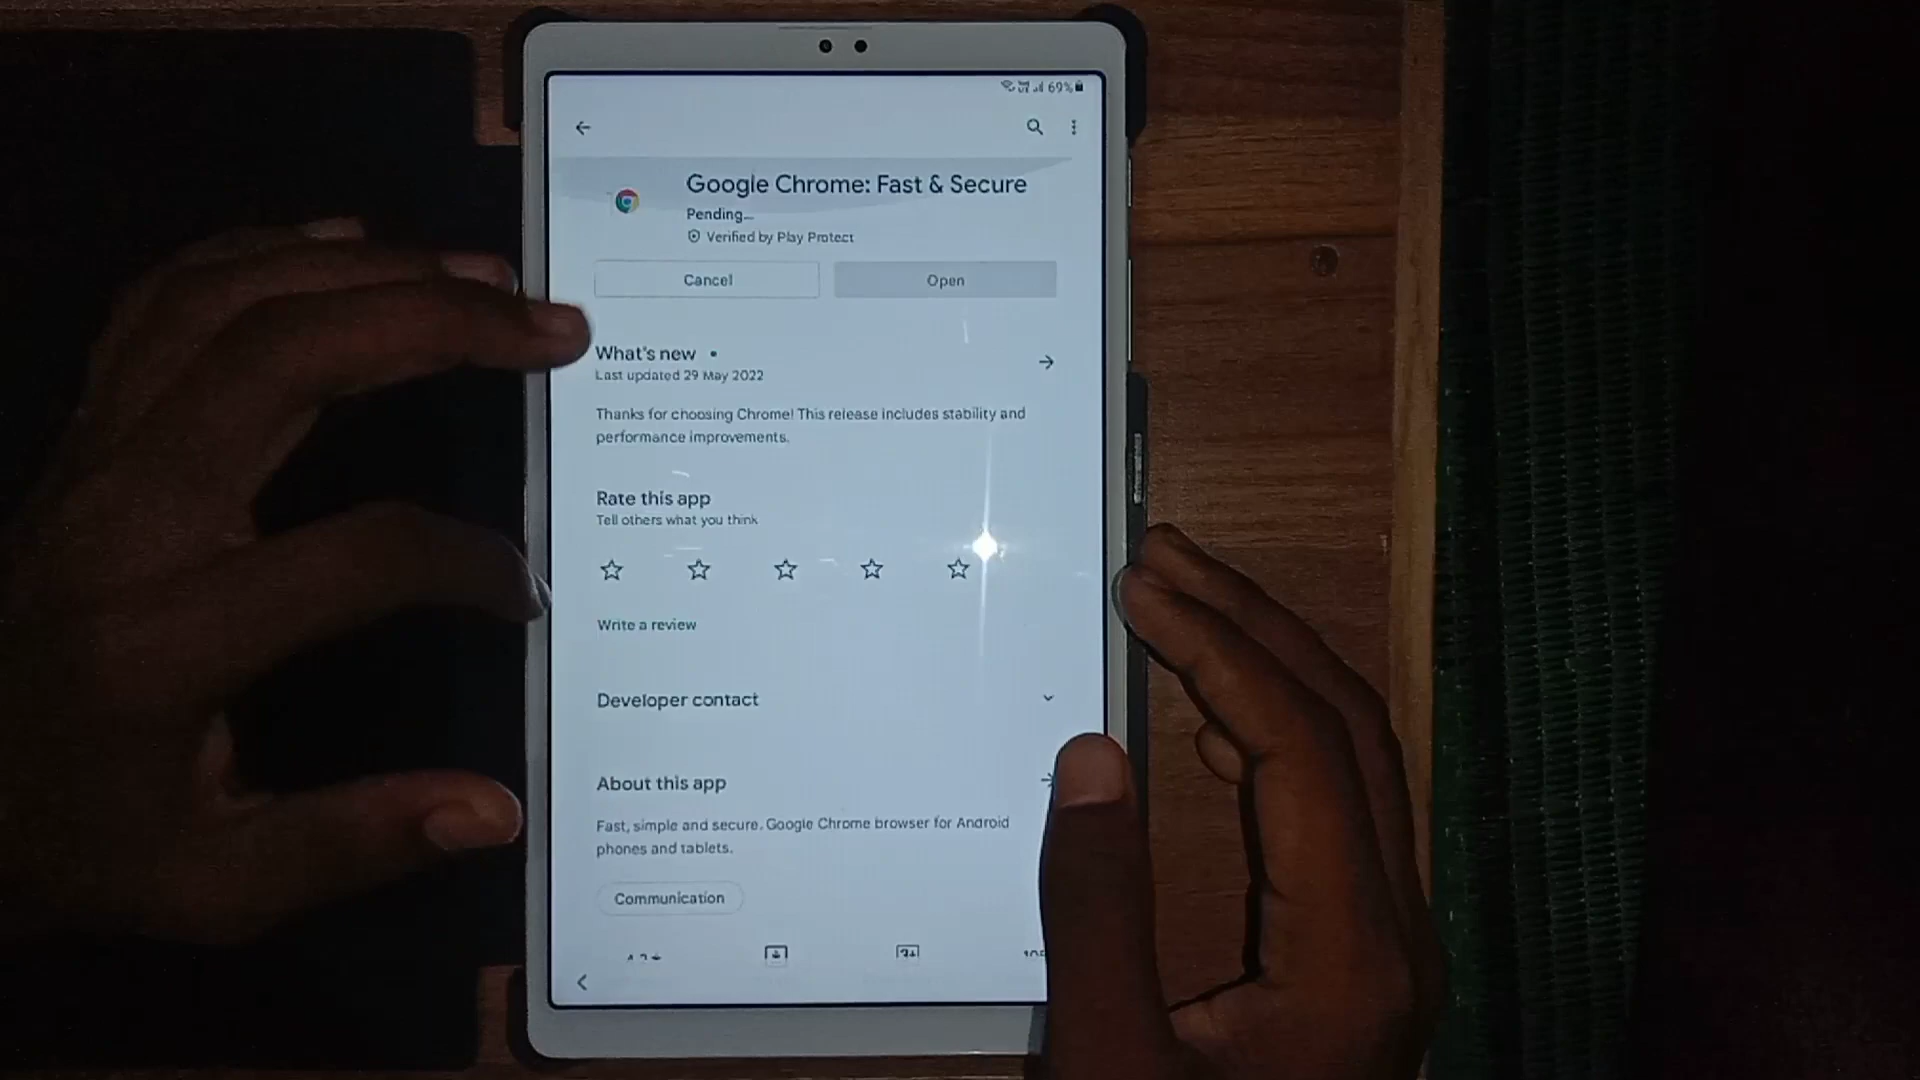 69%
Google Chrome: Fast & Secure
Pending...
Verified by Play Protect
Cancel
Open
What's new •
Last updated 29 May 2022
Thanks for choosing Chrome! This release includes stability and
performance improvements.
Rate this app
Tell others what you think
Write a review
Developer contact
About this app
Fast, simple and secure. Google Chrome browser for Android
phones and tablets.
Communication